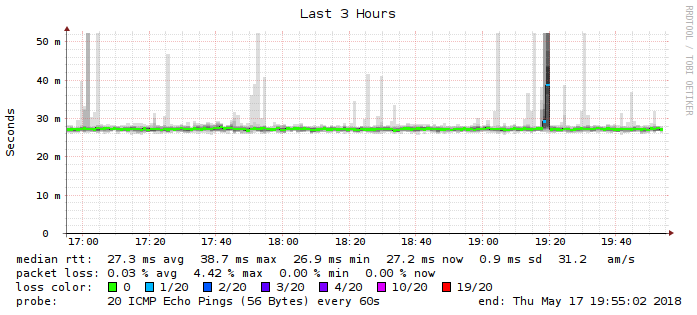 Last 3 Hours
RRDTOOL / TOBI OETIKER
Seconds
50 m
40 m
30 m
20 m
10 m
0
17:00 17:20 17:40 18:00 18:20 18:40 19:00 19:20 19:40
median rtt: 27.3 ms avg 38.7 ms max 26.9 ms min 27.2 ms now 0.9 ms sd 31.2 am/s
packet loss: 0.03 % avg 4.42 % max 0.00 % min 0.00 % now
loss color: 0 1/20 2/20 3/20 4/20 10/20 19/20
probe: 20 ICMP Echo Pings (56 Bytes) every 60s end: Thu May 17 19:55:02 2018